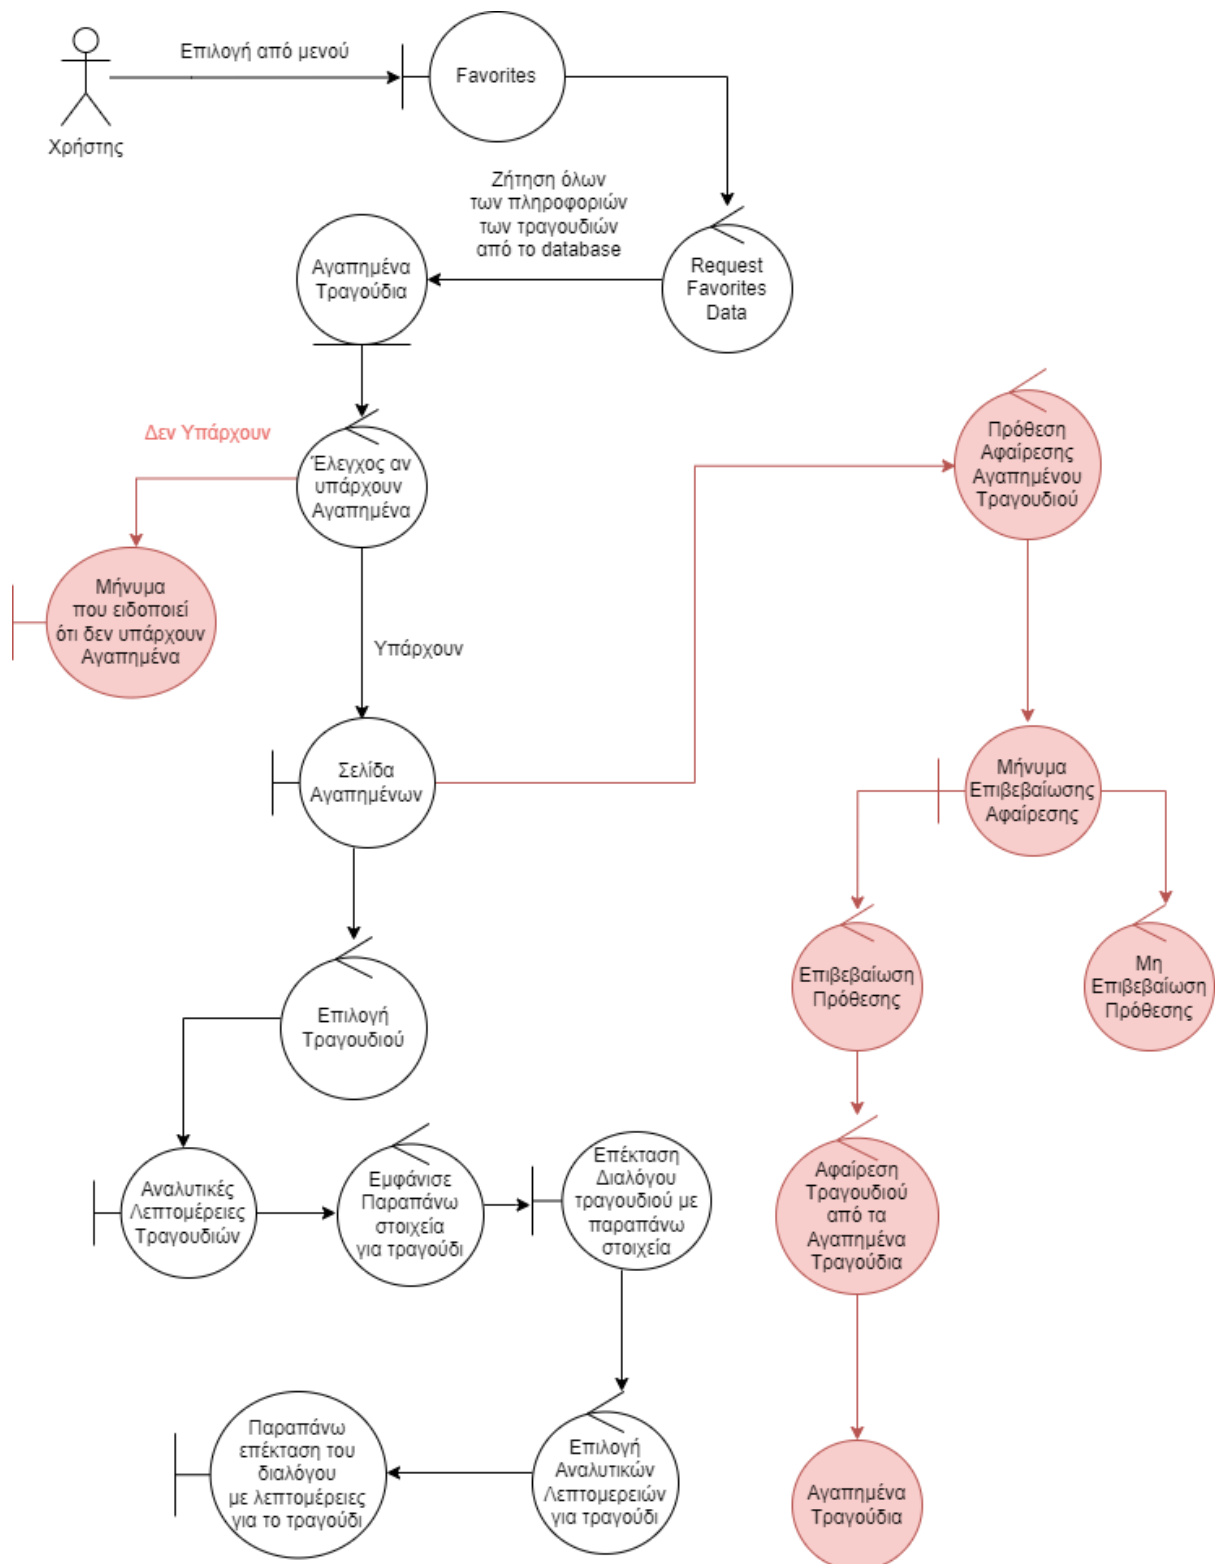 Επιλογή από μενού
Favorites
Χρήστης
Ζήτηση όλων
των πληροφοριών
των τραγουδιών
από το database
Αγαπημένα
Τραγούδια
Request
Favorites
Data
Δεν Υπάρχουν
Έλεγχος αν
υπάρχουν
Αγαπημένα
Πρόθεση
Αφαίρεσης
Αγαπημένου
Τραγουδιού
Μήνυμα
που ειδοποιεί
ότι δεν υπάρχουν
Αγαπημένα
Υπάρχουν
Σελίδα
Αγαπημένων
Μήνυμα
Επιβεβαίωσης
Αφαίρεσης
Επιβεβαίωση
Πρόθεσης
Μη
Επιβεβαίωση
Πρόθεσης
Επιλογή
Τραγουδιού
Αναλυτικές
Λεπτομέρειες
Τραγουδιών
Εμφάνισε
Παραπάνω
στοιχεία
για τραγούδι
Επέκταση
Διαλόγου
τραγουδιού με
παραπάνω
στοιχεία
Αφαίρεση
Τραγουδιού
από τα
Αγαπημένα
Τραγούδια
Παραπάνω
επέκταση του
διαλόγου
με λεπτομέρειες
για το τραγούδι
Επιλογή
Αναλυτικών
Λεπτομερειών
για τραγούδι
Αγαπημένα
Τραγούδια